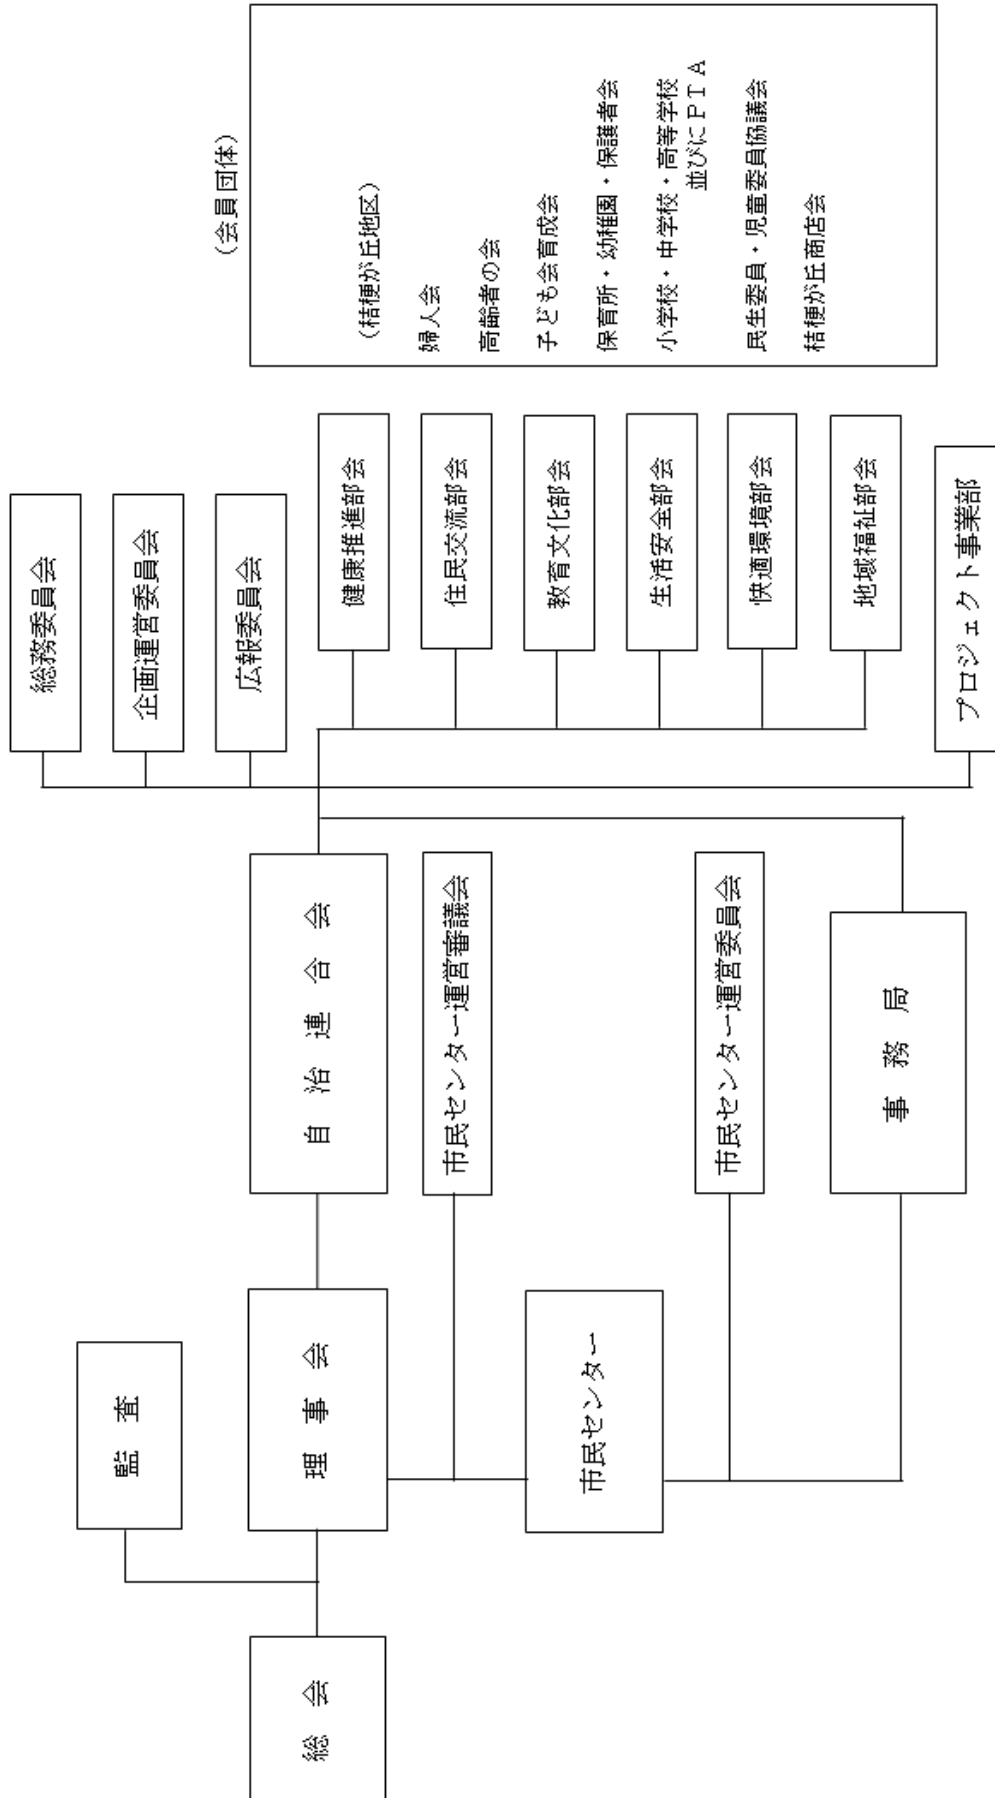 総会
監査
理事会
市民センター
自治連合会
市民センター運営審議会
市民センター運営委員会
事務局
総務委員会
企画運営委員会
広報委員会
健康推進部会
住民交流部会
教育文化部会
生活安全部会
快適環境部会
地域福祉部会
プロジェクト事業部
（会員団体）
（桔梗が丘地区）
婦人会
高齢者の会
子ども会育成会
保育所・幼稚園・保護者会
小学校・中学校・高等学校
並びにＰＴＡ
民生委員・児童委員協議会
桔梗が丘商店会